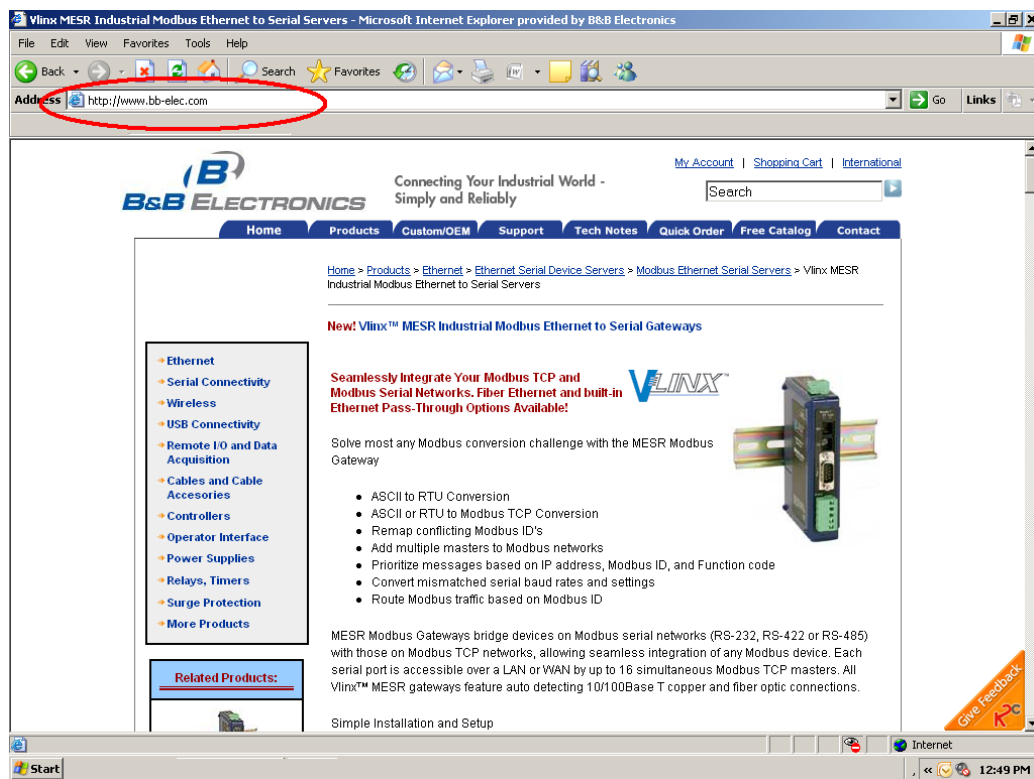 Vlinx MESR Industrial Modbus Ethernet to Serial Servers - Microsoft Internet Explorer provided by B&B Electronics
File Edit View Favorites Tools Help
Back Search Favorites
Address http://www.bb-elec.com Go Links
My Account | Shopping Cart | International
B
B&B ELECTRONICS
Connecting Your Industrial World -
Simply and Reliably
Search
Home Products Custom/OEM Support Tech Notes Quick Order Free Catalog Contact
Home > Products > Ethernet > Ethernet Serial Device Servers > Modbus Ethernet Serial Servers > Vlinx MESR
Industrial Modbus Ethernet to Serial Servers
New! Vlinx™ MESR Industrial Modbus Ethernet to Serial Gateways
Ethernet
Serial Connectivity
Wireless
USB Connectivity
Remote I/O and Data
Acquisition
Cables and Cable
Accesories
Controllers
Operator Interface
Power Supplies
Relays, Timers
Surge Protection
More Products
Related Products:
Seamlessly Integrate Your Modbus TCP and
Modbus Serial Networks. Fiber Ethernet and built-in
Ethernet Pass-Through Options Available!
VLINX™
Solve most any Modbus conversion challenge with the MESR Modbus
Gateway
• ASCII to RTU Conversion
• ASCII or RTU to Modbus TCP Conversion
• Remap conflicting Modbus ID's
• Add multiple masters to Modbus networks
• Prioritize messages based on IP address, Modbus ID, and Function code
• Convert mismatched serial baud rates and settings
• Route Modbus traffic based on Modbus ID
MESR Modbus Gateways bridge devices on Modbus serial networks (RS-232, RS-422 or RS-485)
with those on Modbus TCP networks, allowing seamless integration of any Modbus device. Each
serial port is accessible over a LAN or WAN by up to 16 simultaneous Modbus TCP masters. All
Vlinx™ MESR gateways feature auto detecting 10/100Base T copper and fiber optic connections.
Simple Installation and Setup
Give Feedback
Internet
Start
12:49 PM